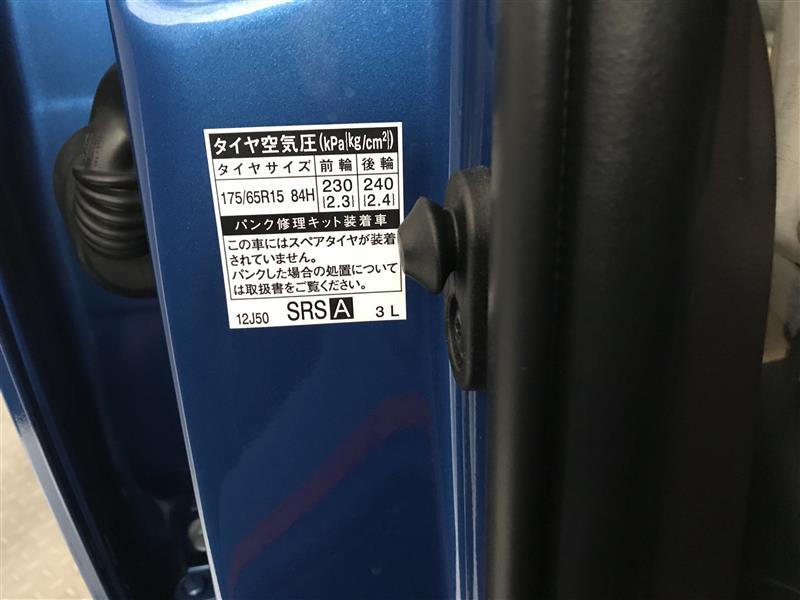 タイヤ空気圧(kPa{kg/cm²})
タイヤサイズ 前輪 後輪
175/65R15 84H 230 {2.3} 240 {2.4}
パンク修理キット装着車
この車にはスペアタイヤが装着
されていません。
パンクした場合の処置について
は取扱書をご覧ください。
12J50 SRS A 3L